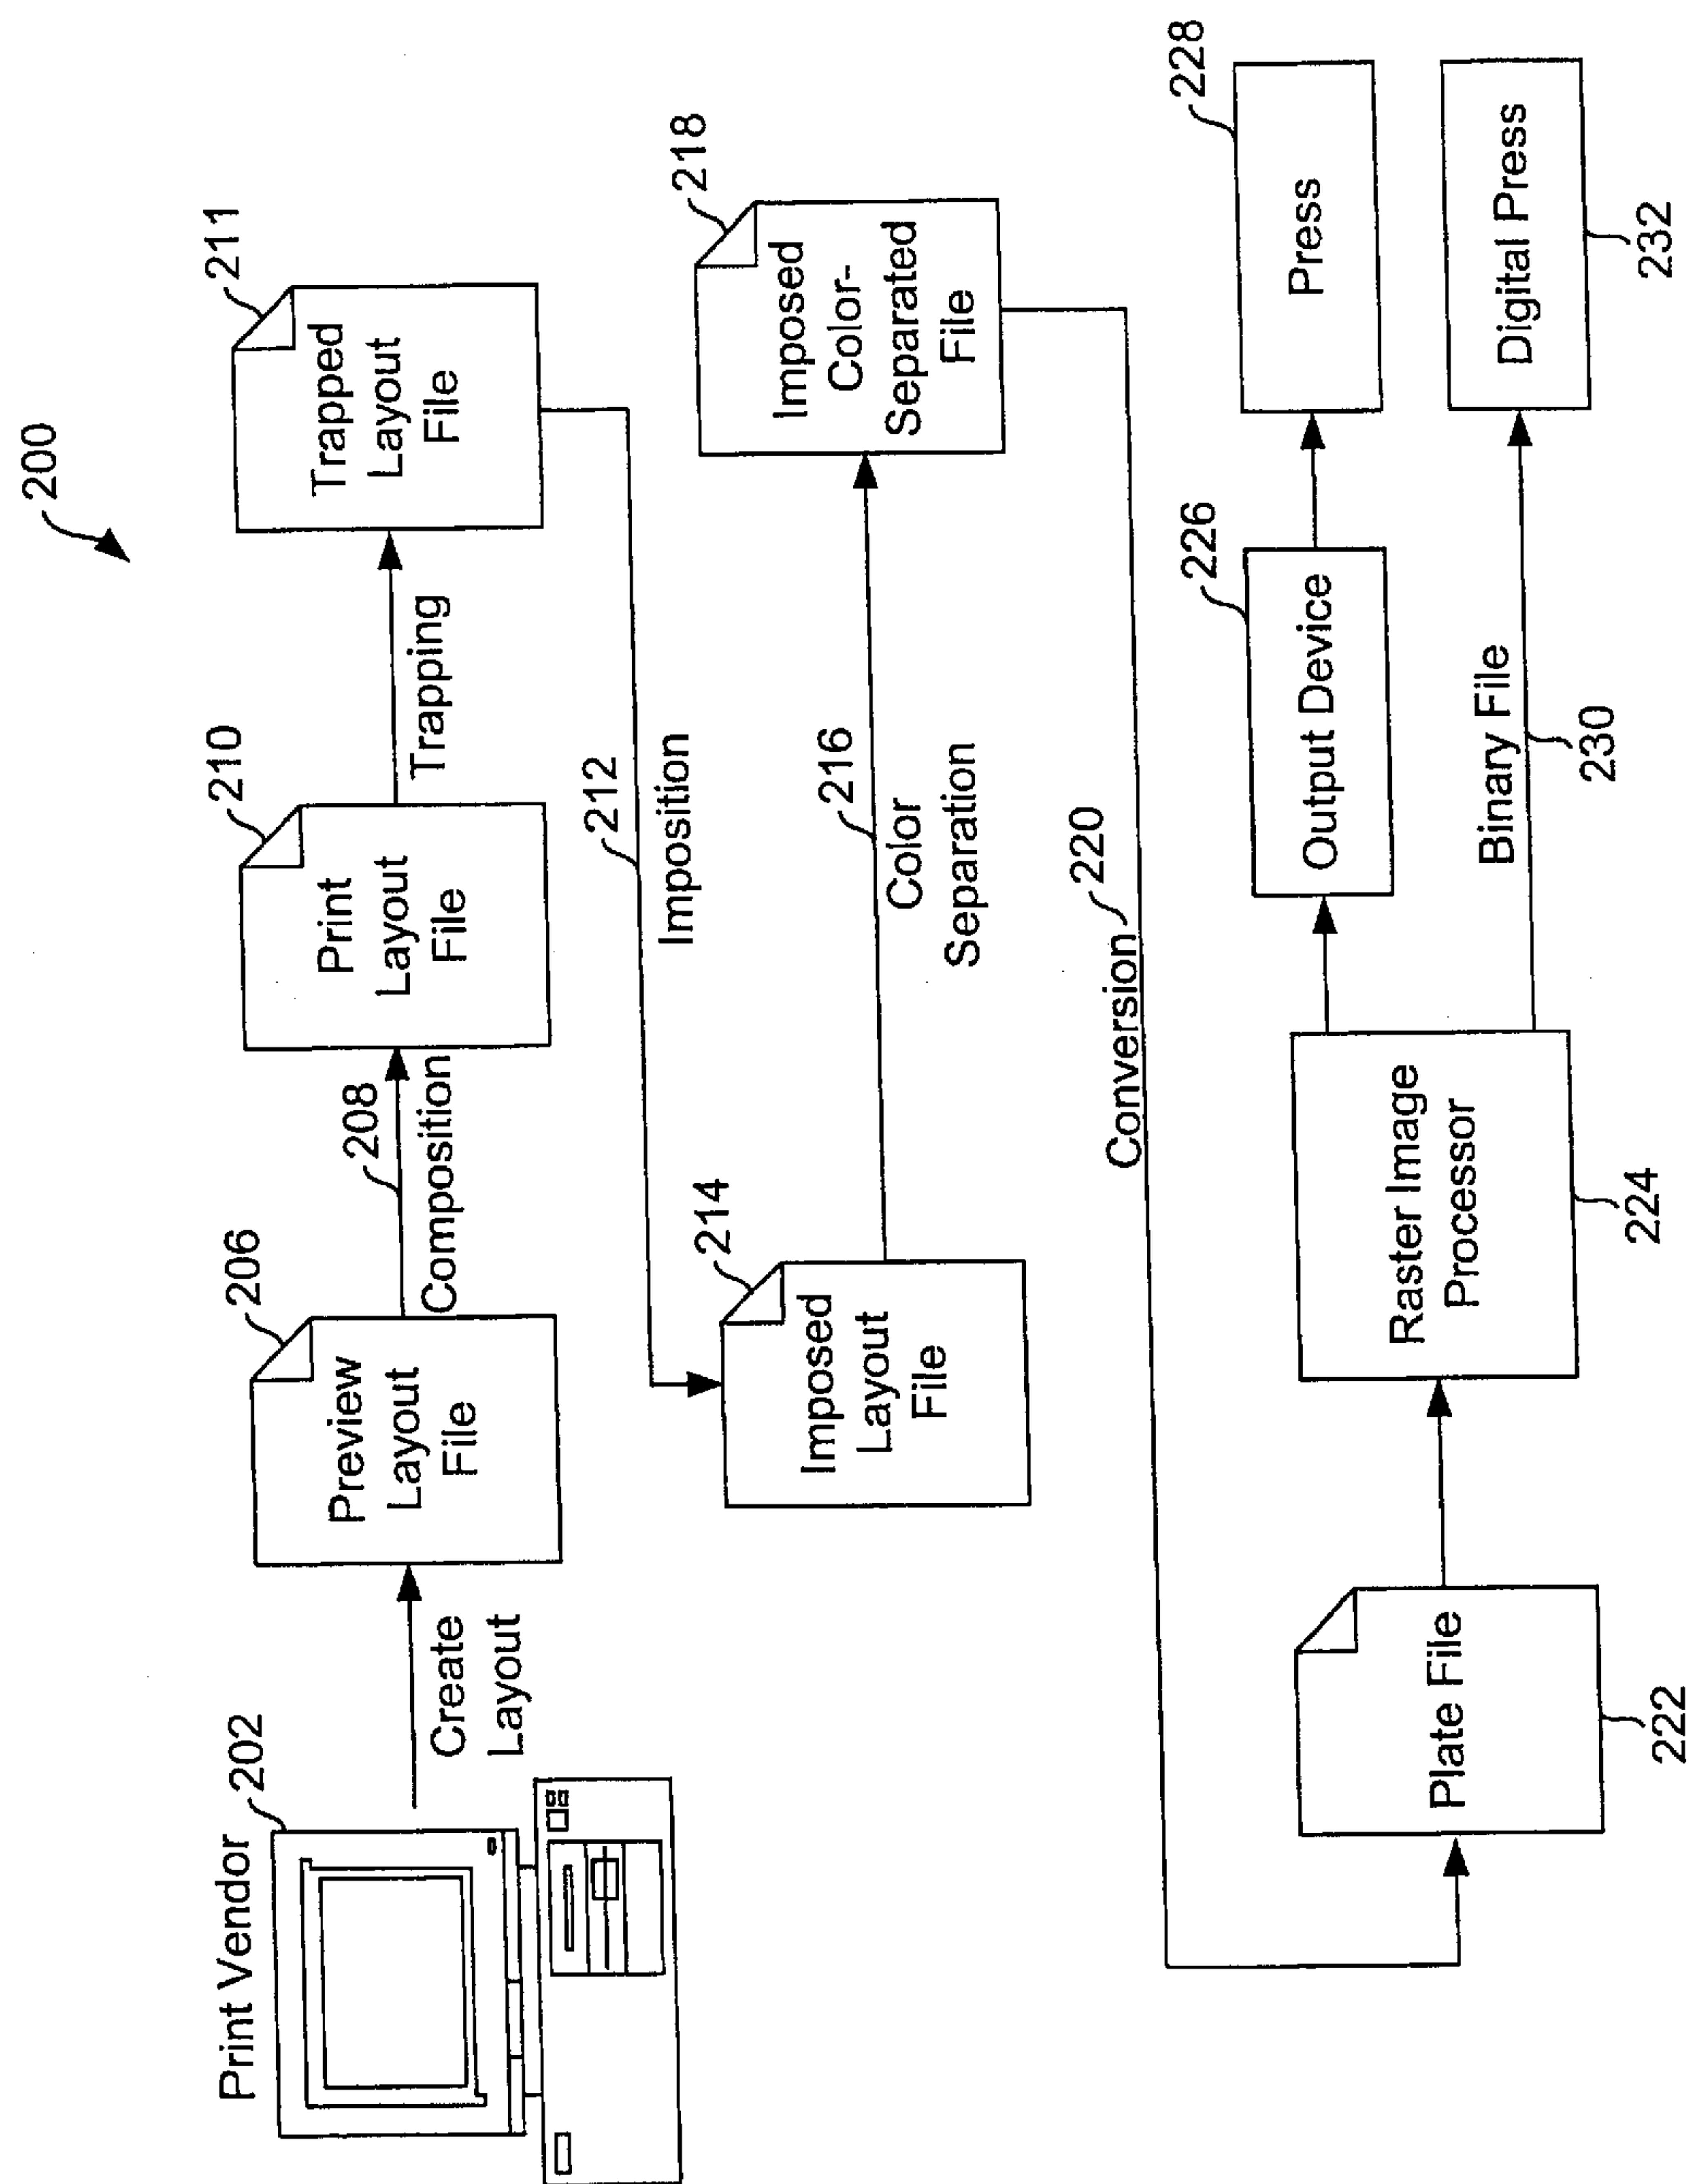 200
Print Vendor
202
Create
Layout
206
Preview
Layout
File
208
Composition
210
Print
Layout
File
Trapping
211
Trapped
Layout
File
212
Imposition
214
Imposed
Layout
File
216
Color
Separation
218
Imposed
Color-
Separated
File
Conversion
220
Plate File
222
Raster Image
Processor
224
226
Output Device
228
Press
Binary File
230
Digital Press
232